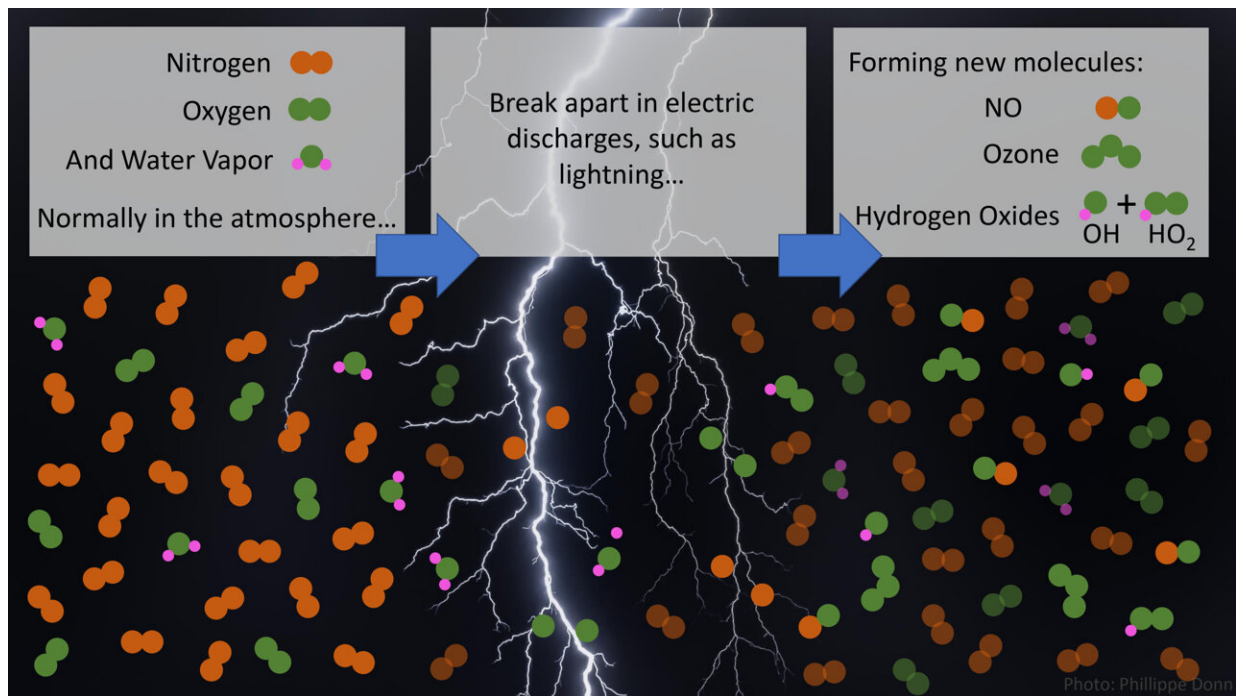 Nitrogen
Oxygen
And Water Vapor
Normally in the atmosphere…
Break apart in electric
discharges, such as
lightning…
Forming new molecules:
NO
Ozone
Hydrogen Oxides
+
OH HO₂
Photo: Phillippe Donn